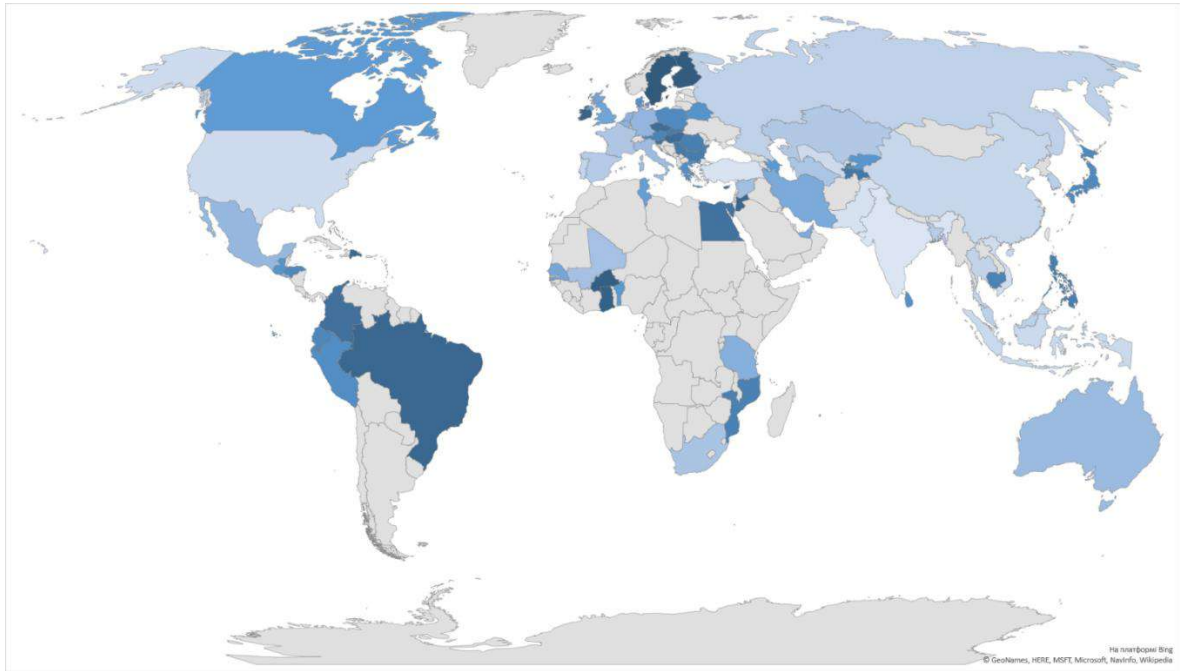 На платформі Bing
© GeoNames, HERE, MSFT, Microsoft, NavInfo, Wikipedia